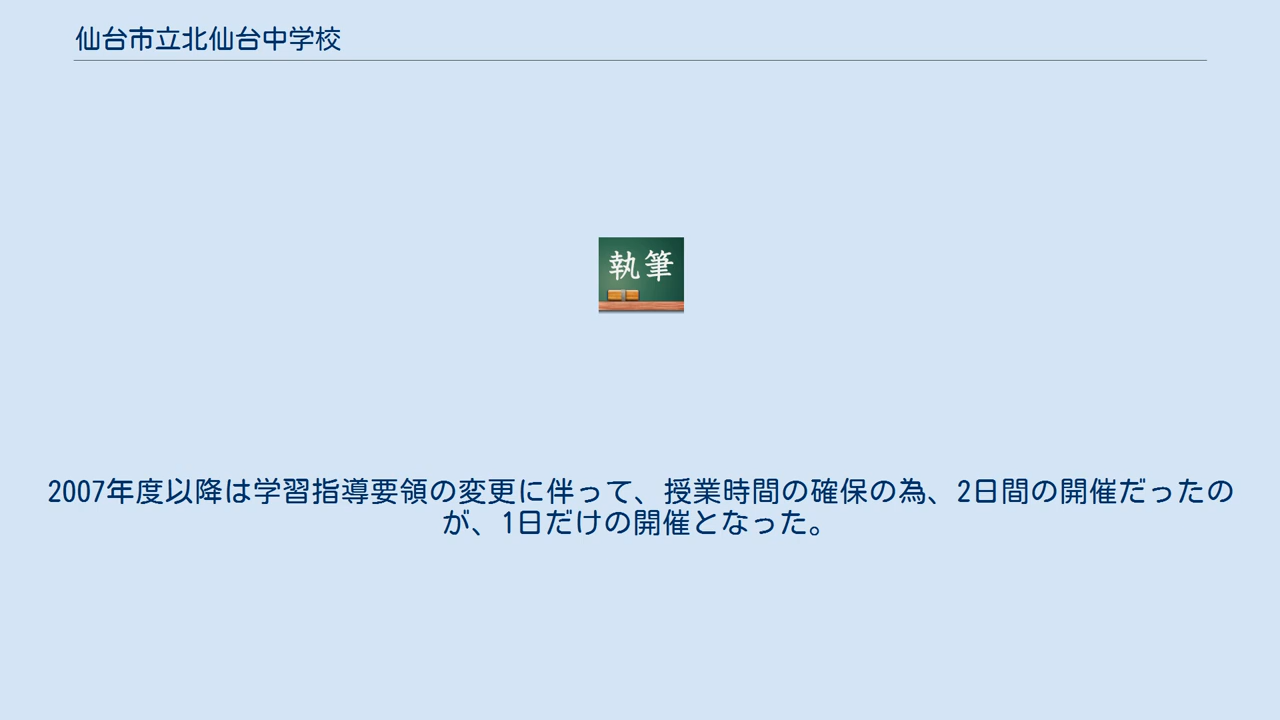 仙台市立北仙台中学校
執筆
2007年度以降は学習指導要領の変更に伴って、授業時間の確保の為、2日間の開催だったの
が、1日だけの開催となった。